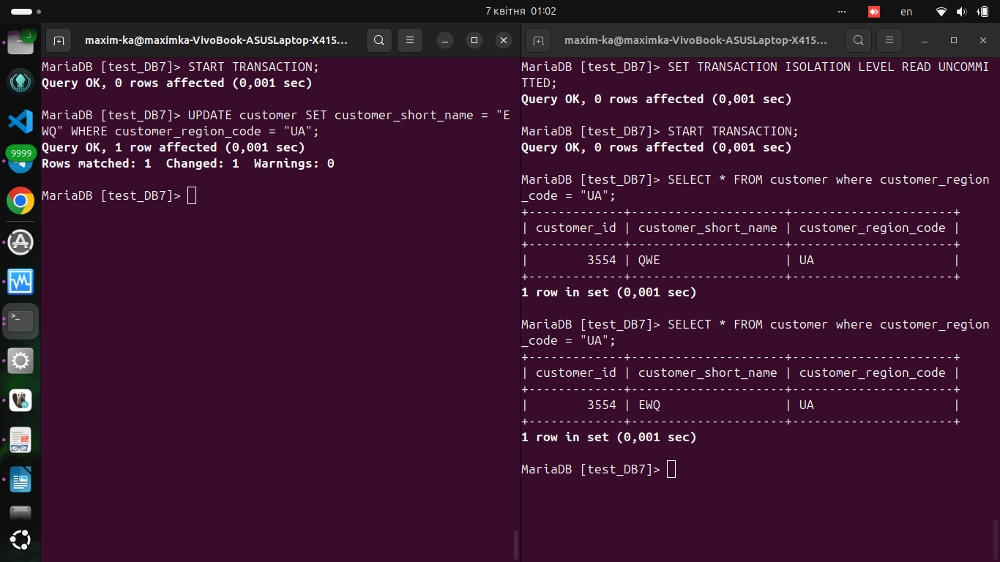 7 квітня 01:02
en
3
9999
maxim-ka@maximka-VivoBook-ASUSLaptop-X415...
MariaDB [test_DB7]> START TRANSACTION;
Query OK, 0 rows affected (0,001 sec)
MariaDB [test_DB7]> UPDATE customer SET customer_short_name = "E
WQ" WHERE customer_region_code = "UA";
Query OK, 1 row affected (0,001 sec)
Rows matched: 1  Changed: 1  Warnings: 0
MariaDB [test_DB7]>
maxim-ka@maximka-VivoBook-ASUSLaptop-X415...
MariaDB [test_DB7]> SET TRANSACTION ISOLATION LEVEL READ UNCOMMI
TTED;
Query OK, 0 rows affected (0,001 sec)
MariaDB [test_DB7]> START TRANSACTION;
Query OK, 0 rows affected (0,001 sec)
MariaDB [test_DB7]> SELECT * FROM customer where customer_region
_code = "UA";
+-------------+---------------------+----------------------+
| customer_id | customer_short_name | customer_region_code |
+-------------+---------------------+----------------------+
|        3554 | QWE                 | UA                   |
+-------------+---------------------+----------------------+
1 row in set (0,001 sec)
MariaDB [test_DB7]> SELECT * FROM customer where customer_region
_code = "UA";
+-------------+---------------------+----------------------+
| customer_id | customer_short_name | customer_region_code |
+-------------+---------------------+----------------------+
|        3554 | EWQ                 | UA                   |
+-------------+---------------------+----------------------+
1 row in set (0,001 sec)
MariaDB [test_DB7]>